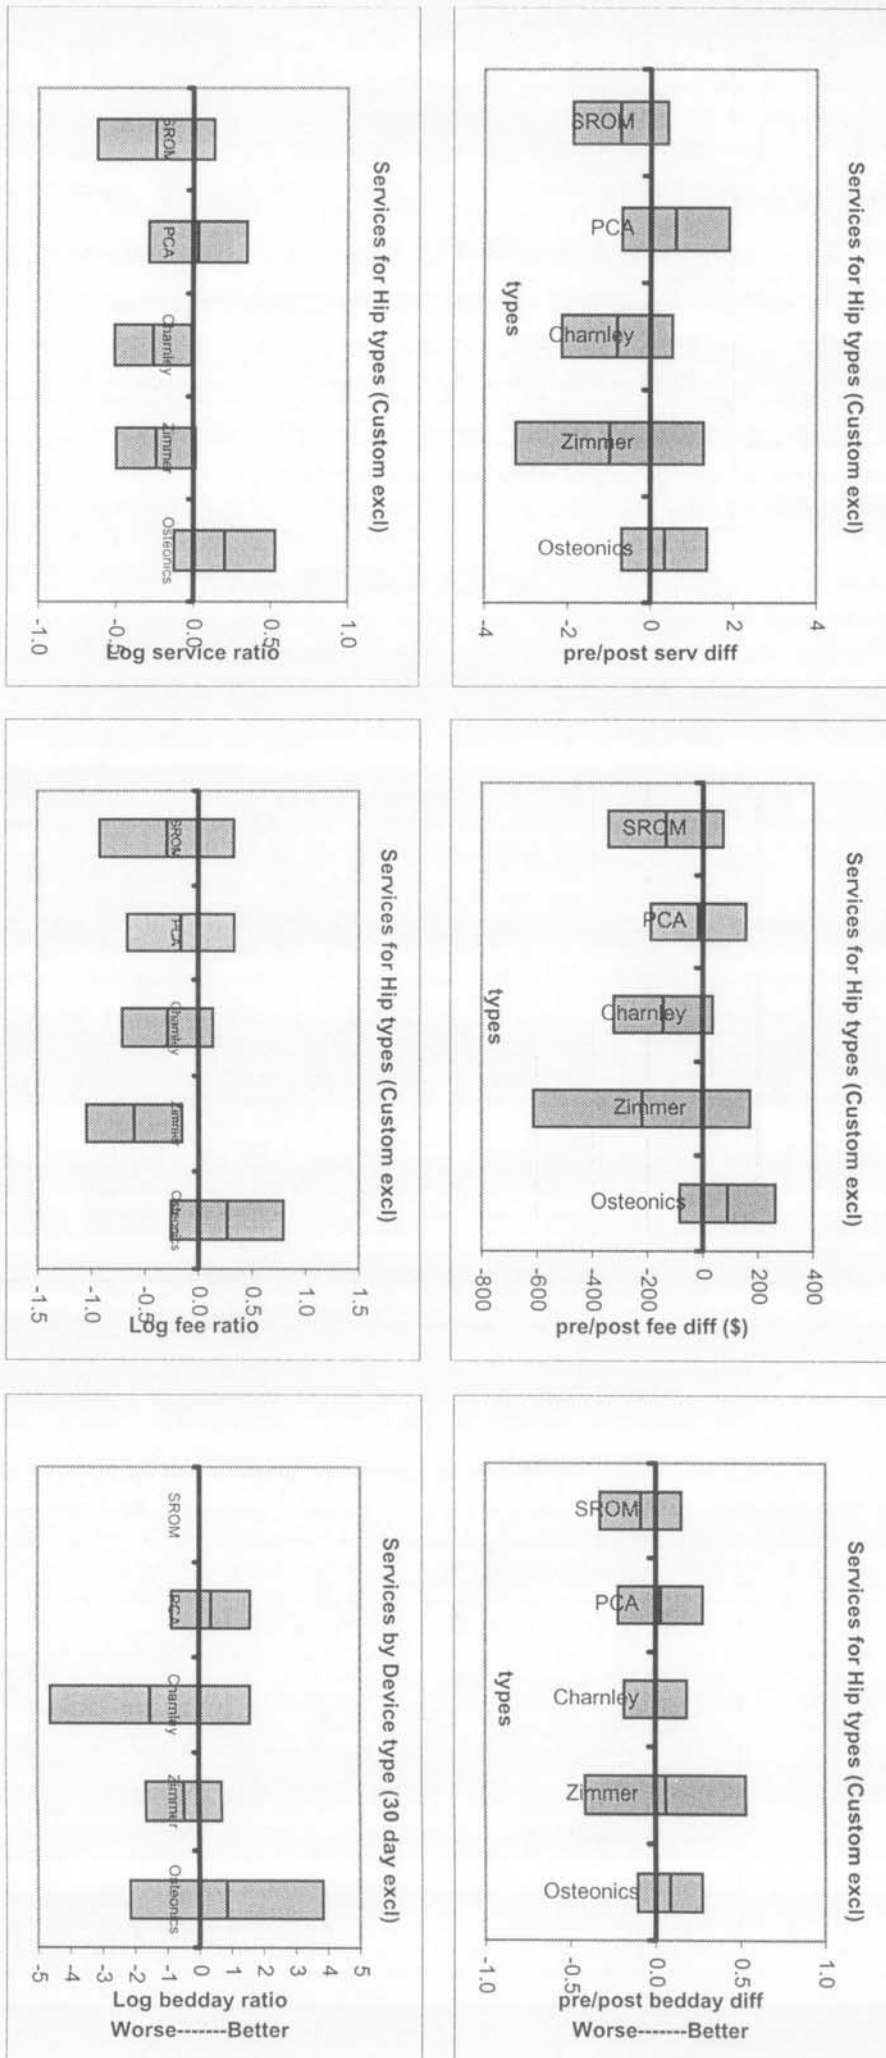 Services for Hip types (Custom excl)
4
2
0
-2
-4
pre/post serv diff
SROM
PCA
Charnley
Zimmer
Osteonics
types
Services for Hip types (Custom excl)
400
200
0
-200
-400
-600
-800
pre/post fee diff ($)
SROM
PCA
Charnley
Zimmer
Osteonics
types
Services for Hip types (Custom excl)
1.0
0.5
0.0
-0.5
-1.0
pre/post bedday diff
Worse-------Better
SROM
PCA
Charnley
Zimmer
Osteonics
types
Services for Hip types (Custom excl)
1.0
0.5
0.0
-0.5
-1.0
Log service ratio
SROM
PCA
Charnley
Zimmer
Osteonics
Services for Hip types (Custom excl)
1.5
1.0
0.5
0.0
-0.5
-1.0
-1.5
Log fee ratio
SROM
PCA
Charnley
Zimmer
Osteonics
Services by Device type (30 day excl)
5
4
3
2
1
0
-1
-2
-3
-4
-5
Log bedday ratio
Worse-------Better
SROM
PCA
Charnley
Zimmer
Osteonics